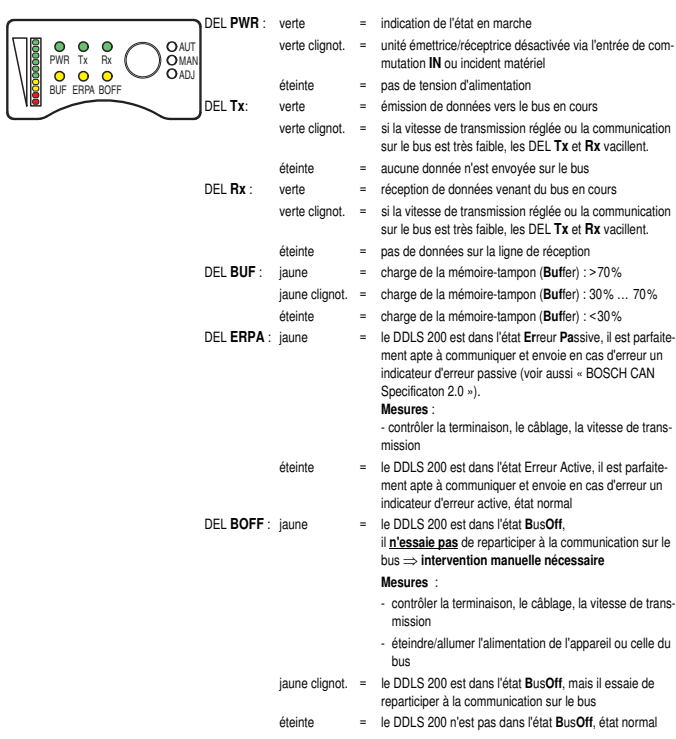 PWR Tx Rx
BUF ERPA BOFF
AUT
MAN
ADJ
DEL PWR : verte = indication de l'état en marche
verte clignot. = unité émettrice/réceptrice désactivée via l'entrée de com-
mutation IN ou incident matériel
éteinte = pas de tension d'alimentation
DEL Tx: verte = émission de données vers le bus en cours
verte clignot. = si la vitesse de transmission réglée ou la communication
sur le bus est très faible, les DEL Tx et Rx vacillent.
éteinte = aucune donnée n'est envoyée sur le bus
DEL Rx : verte = réception de données venant du bus en cours
verte clignot. = si la vitesse de transmission réglée ou la communication
sur le bus est très faible, les DEL Tx et Rx vacillent.
éteinte = pas de données sur la ligne de réception
DEL BUF : jaune = charge de la mémoire-tampon (Buffer) : >70%
jaune clignot. = charge de la mémoire-tampon (Buffer) : 30% … 70%
éteinte = charge de la mémoire-tampon (Buffer) : <30%
DEL ERPA : jaune = le DDLS 200 est dans l'état Erreur Passive, il est parfaite-
ment apte à communiquer et envoie en cas d'erreur un
indicateur d'erreur passive (voir aussi « BOSCH CAN
Specificaton 2.0 »).
Mesures :
- contrôler la terminaison, le câblage, la vitesse de trans-
mission
éteinte = le DDLS 200 est dans l'état Erreur Active, il est parfaite-
ment apte à communiquer et envoie en cas d'erreur un
indicateur d'erreur active, état normal
DEL BOFF : jaune = le DDLS 200 est dans l'état BusOff,
il n'essaie pas de reparticiper à la communication sur le
bus ⇒ intervention manuelle nécessaire
Mesures :
- contrôler la terminaison, le câblage, la vitesse de trans-
mission
- éteindre/allumer l'alimentation de l'appareil ou celle du
bus
jaune clignot. = le DDLS 200 est dans l'état BusOff, mais il essaie de
reparticiper à la communication sur le bus
éteinte = le DDLS 200 n'est pas dans l'état BusOff, état normal